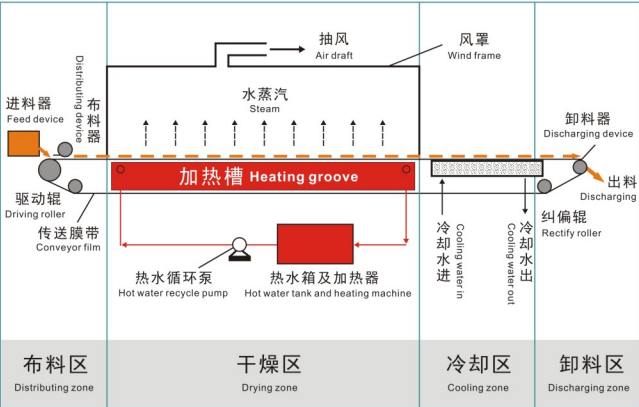 抽风
Air draft
风罩
Wind frame
进料器
Feed device
布料器
Distributing device
水蒸汽
Steam
卸料器
Discharging device
加热槽 Heating groove
出料
Discharging
驱动辊
Driving roller
传送膜带
Conveyor film
热水循环泵
Hot water recycle pump
热水箱及加热器
Hot water tank and heating machine
冷却水进
Cooling water in
冷却水出
Cooling water out
纠偏辊
Rectify roller
布料区
Distributing zone
干燥区
Drying zone
冷却区
Cooling zone
卸料区
Discharging zone